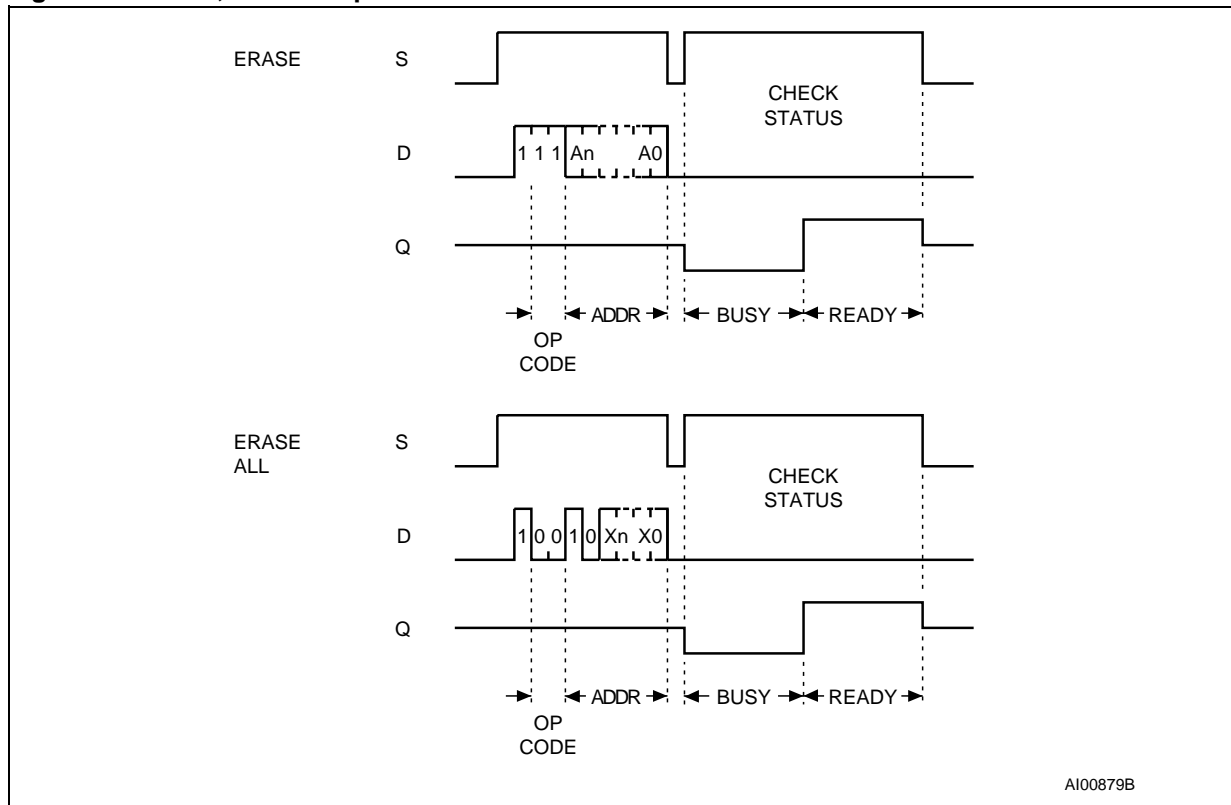 ERASE S
CHECK
STATUS
D 1 1 1 An A0
Q
ADDR BUSY READY
OP
CODE
ERASE
ALL
S
CHECK
STATUS
D 1 0 0 1 0 Xn X0
Q
ADDR BUSY READY
OP
CODE
AI00879B